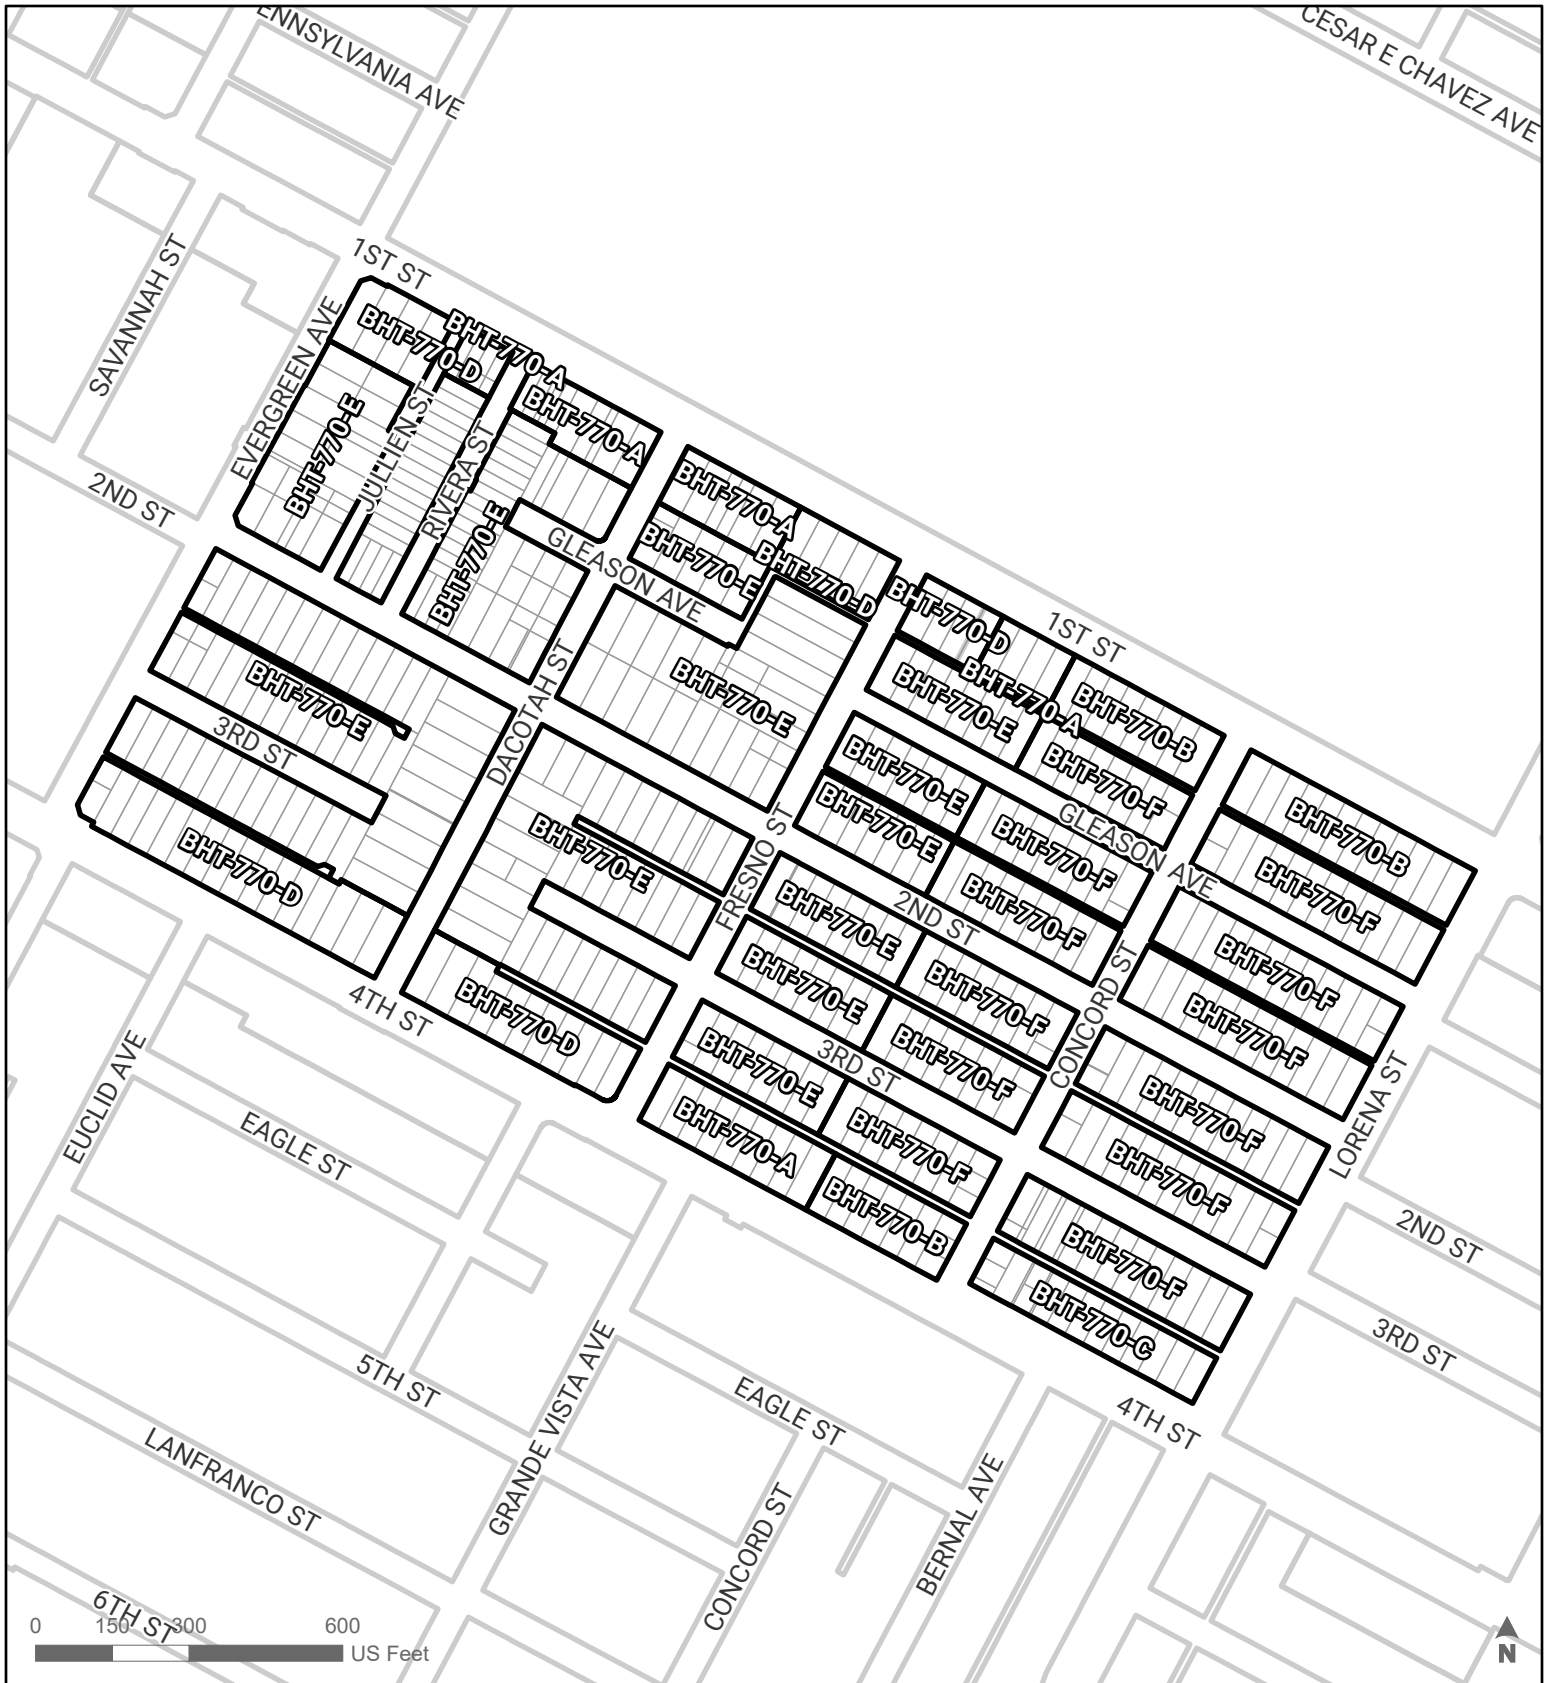 ENNSYLVANIA AVE
CESAR E CHAVEZ AVE
SAVANNAH ST
1ST ST
EVERGREEN AVE
BHT-770-D
BHT-770-A
BHT-770-A
BHT-770-E
JULLIEN ST
RIVERA ST
BHT-770-E
2ND ST
GLEASON AVE
BHT-770-A
BHT-770-E
BHT-770-D
BHT-770-D
1ST ST
BHT-770-A
BHT-770-B
BHT-770-E
BHT-770-F
BHT-770-E
3RD ST
DACOTAH ST
BHT-770-E
BHT-770-E
BHT-770-F
GLEASON AVE
BHT-770-B
BHT-770-F
BHT-770-E
BHT-770-F
BHT-770-D
BHT-770-E
FRESNO ST
BHT-770-E
2ND ST
BHT-770-F
CONCORD ST
BHT-770-F
BHT-770-F
BHT-770-E
BHT-770-F
4TH ST
BHT-770-D
BHT-770-E
3RD ST
BHT-770-F
BHT-770-F
LORENA ST
EUCLID AVE
EAGLE ST
BHT-770-A
BHT-770-B
BHT-770-F
BHT-770-F
BHT-770-C
2ND ST
3RD ST
5TH ST
GRANDE VISTA AVE
EAGLE ST
4TH ST
LANFRANCO ST
CONCORD ST
BERNAL AVE
6TH ST
0 150 300 600
US Feet
N